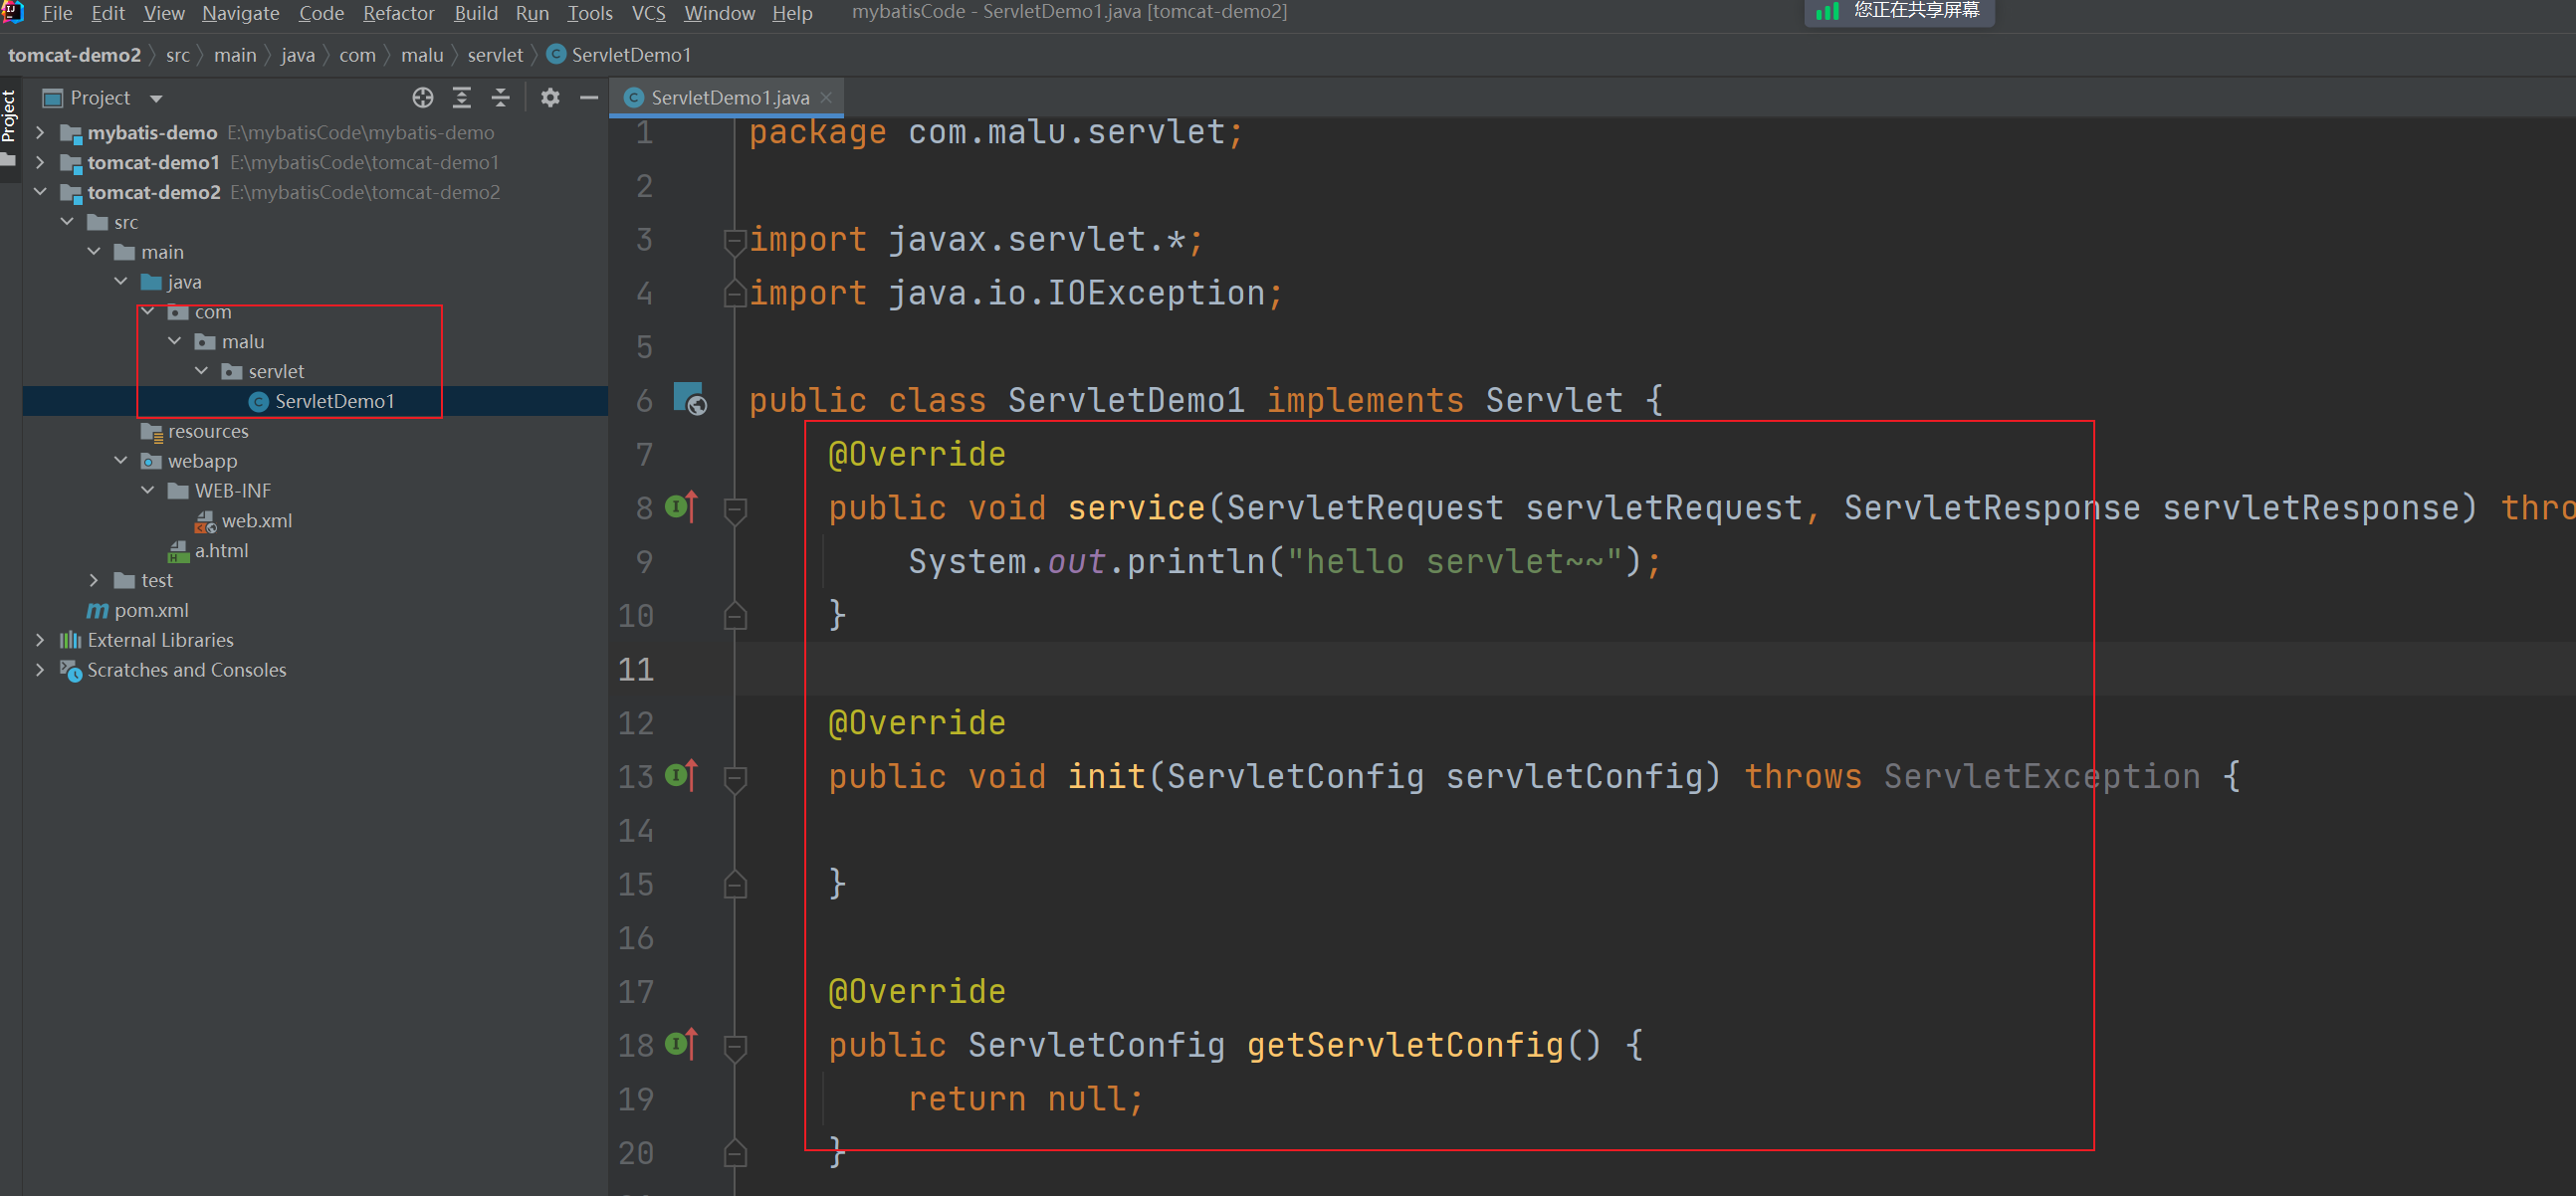 File Edit View Navigate Code Refactor Build Run Tools VCS Window Help mybatisCode - ServletDemo1.java [tomcat-demo2]
您正在共享屏幕
tomcat-demo2 src main java com malu servlet ServletDemo1
Project
Project
mybatis-demo E:\mybatisCode\mybatis-demo
tomcat-demo1 E:\mybatisCode\tomcat-demo1
tomcat-demo2 E:\mybatisCode\tomcat-demo2
src
main
java
com
malu
servlet
ServletDemo1
resources
webapp
WEB-INF
web.xml
a.html
test
pom.xml
External Libraries
Scratches and Consoles
ServletDemo1.java
1 package com.malu.servlet;
2
3 import javax.servlet.*;
4 import java.io.IOException;
5
6 public class ServletDemo1 implements Servlet {
7 @Override
8 public void service(ServletRequest servletRequest, ServletResponse servletResponse) thro
9 System.out.println("hello servlet~~");
10 }
11
12 @Override
13 public void init(ServletConfig servletConfig) throws ServletException {
14
15 }
16
17 @Override
18 public ServletConfig getServletConfig() {
19 return null;
20 }